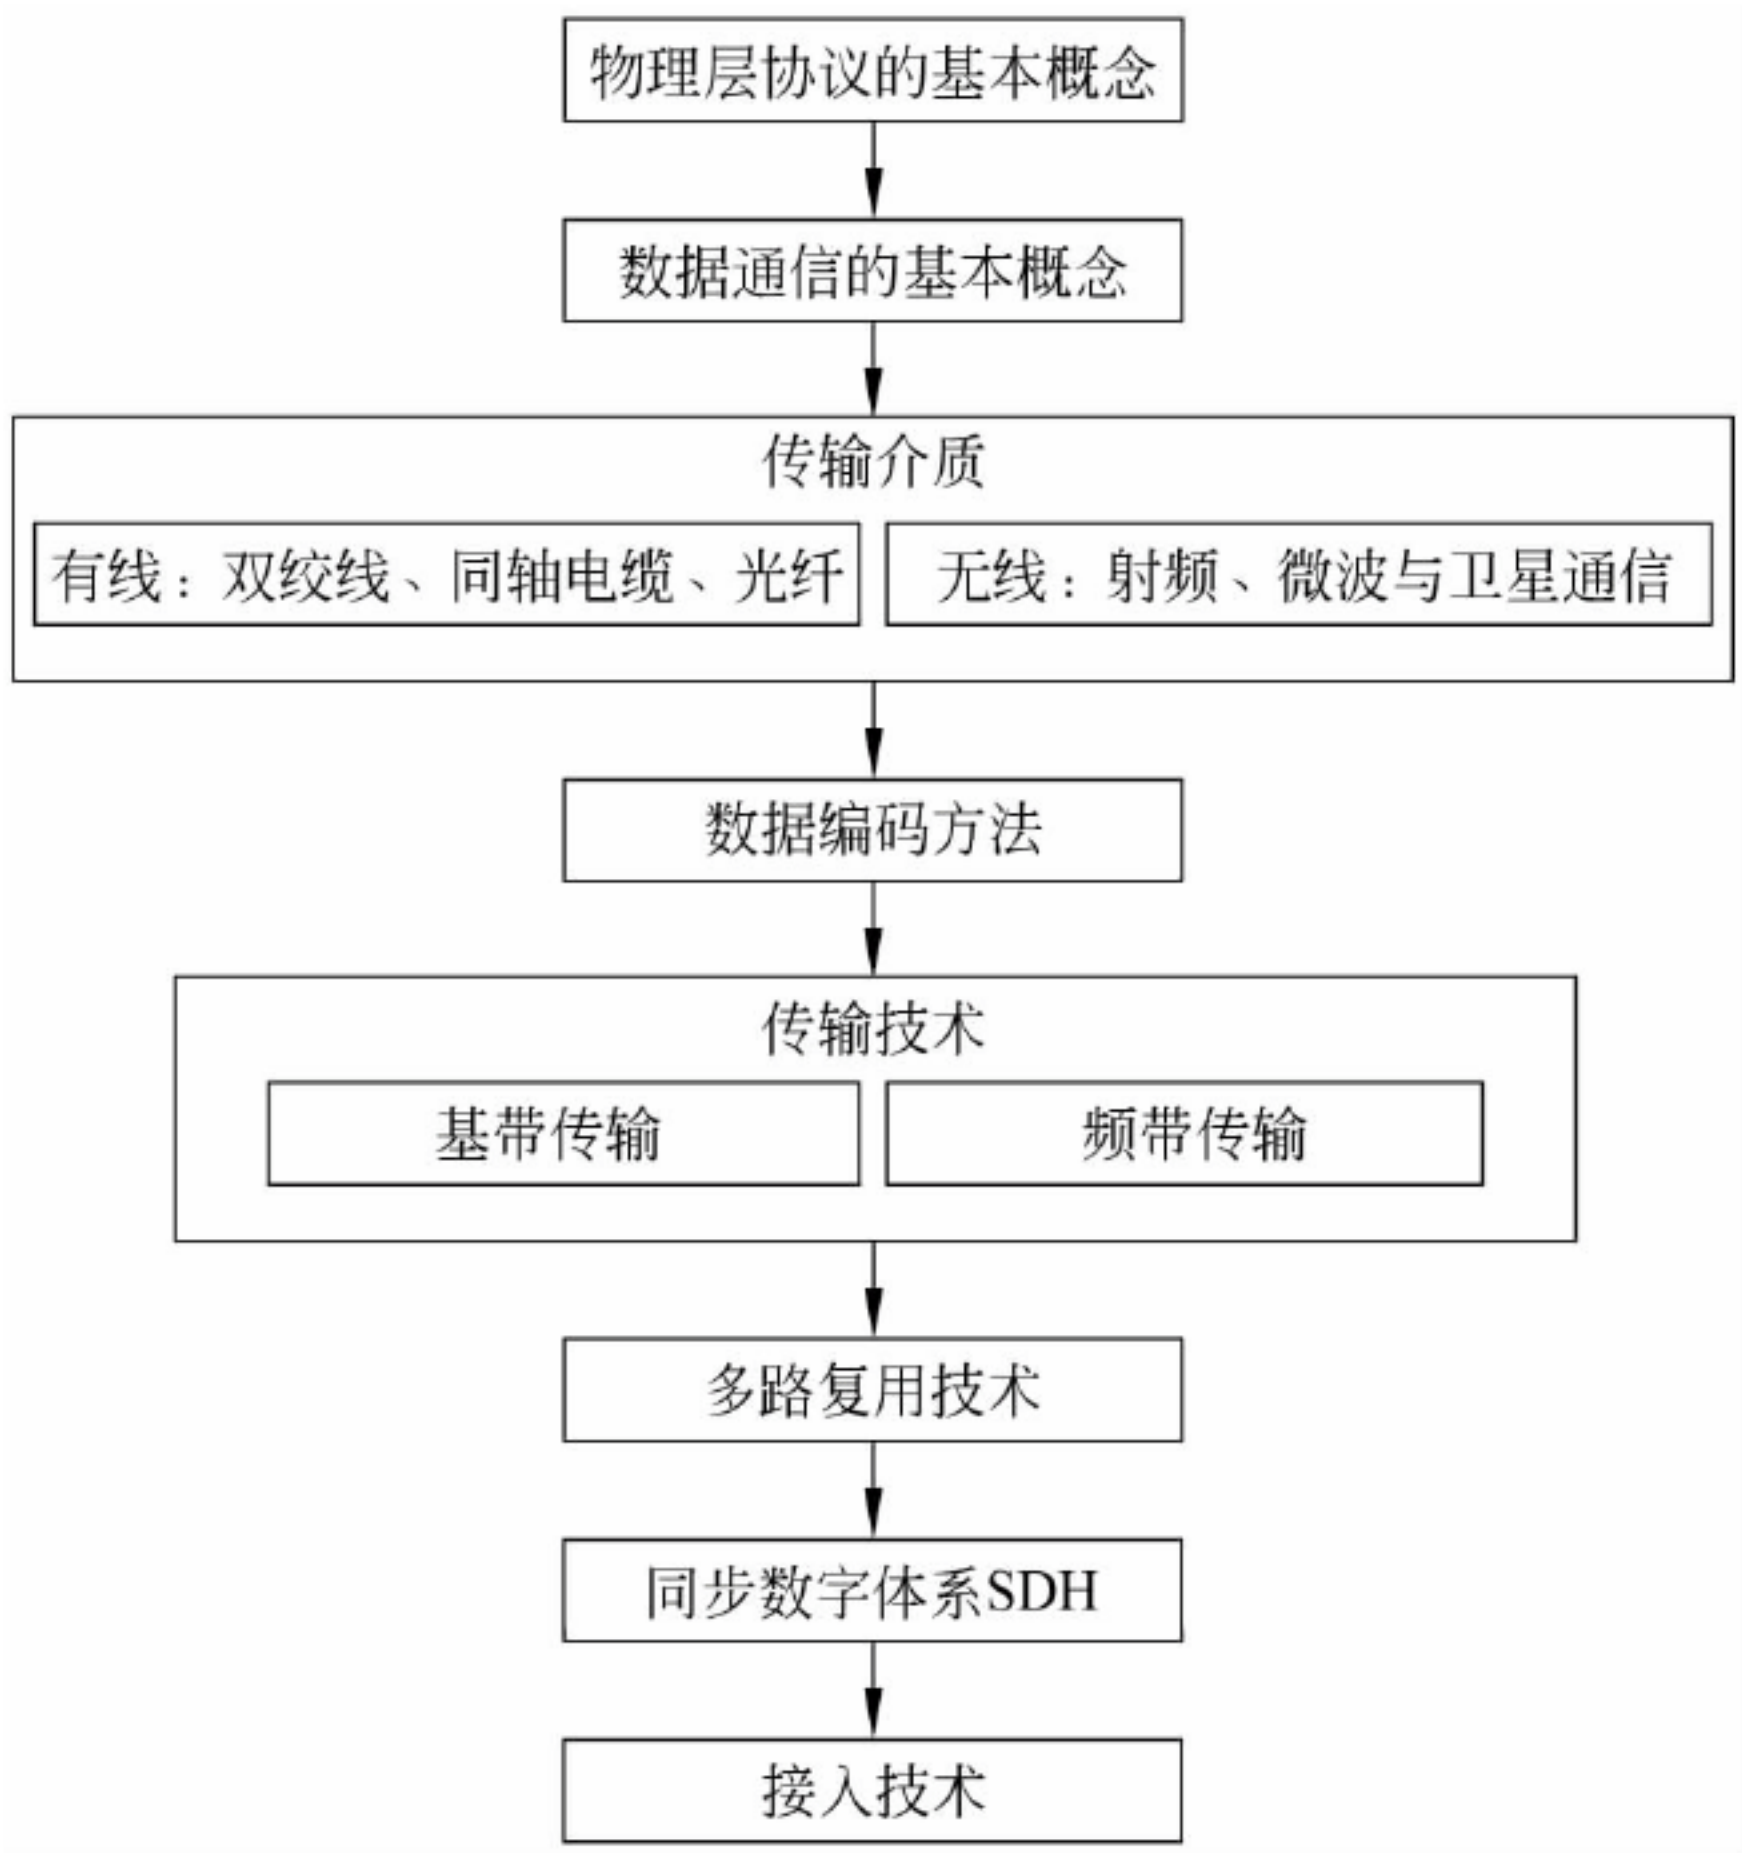 物理层协议的基本概念
数据通信的基本概念
传输介质
有线：双绞线、同轴电缆、光纤
无线：射频、微波与卫星通信
数据编码方法
传输技术
基带传输
频带传输
多路复用技术
同步数字体系SDH
接入技术